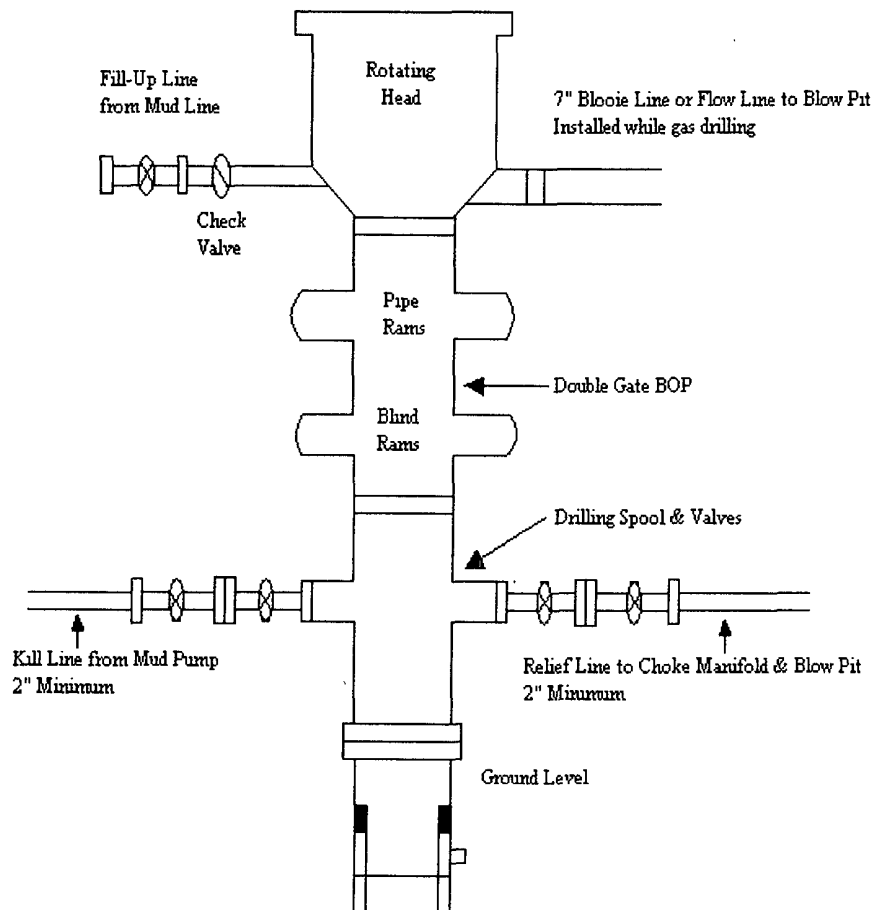 Rotating
Head
Fill-Up Line
from Mud Line
7" Blooie Line or Flow Line to Blow Pit
Installed while gas drilling
Check
Valve
Pipe
Rams
Double Gate BOP
Blind
Rams
Drilling Spool & Valves
Kill Line from Mud Pump
2" Minimum
Relief Line to Choke Manifold & Blow Pit
2" Minimum
Ground Level